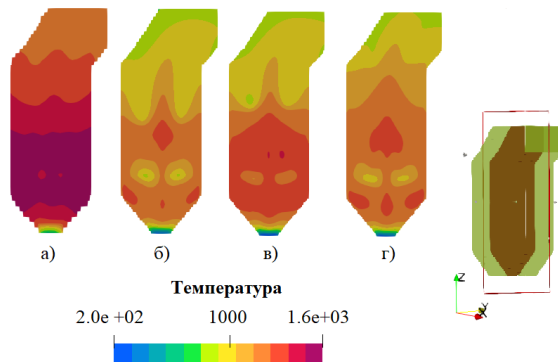 а) б) в) г)
Температура
2.0e +02 1000 1.6e+03
Z
Y
X